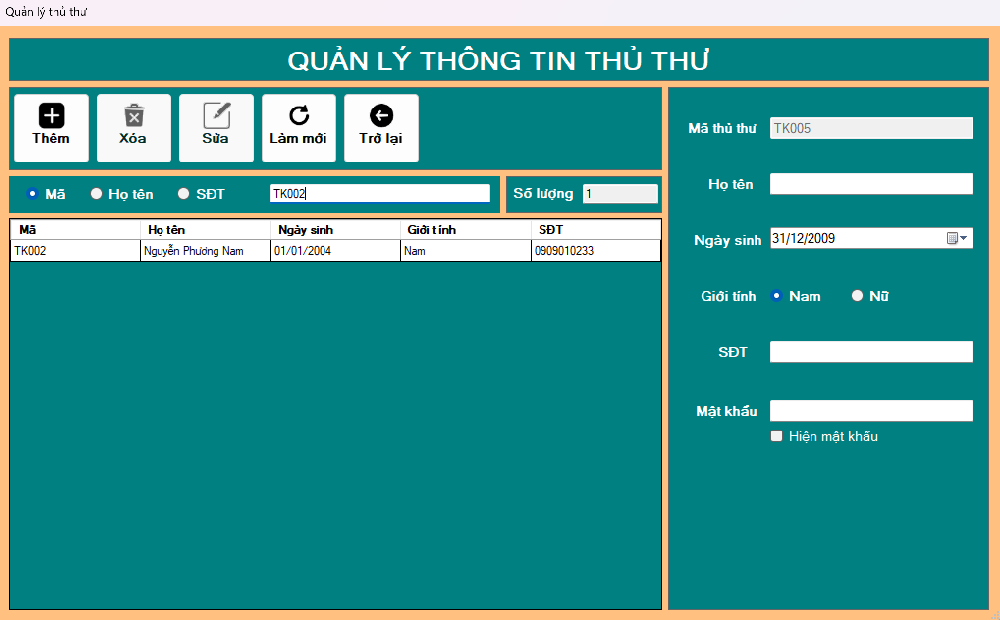 Quản lý thủ thư
QUẢN LÝ THÔNG TIN THỦ THƯ
Thêm Xóa Sửa Làm mới Trở lại
Mã Họ tên SĐT TK002 Số lượng 1
Mã Họ tên Ngày sinh Giới tính SĐT
TK002 Nguyễn Phương Nam 01/01/2004 Nam 0909010233
Mã thủ thư TK005
Họ tên
Ngày sinh 31/12/2009
Giới tính Nam Nữ
SĐT
Mật khẩu
Hiện mật khẩu